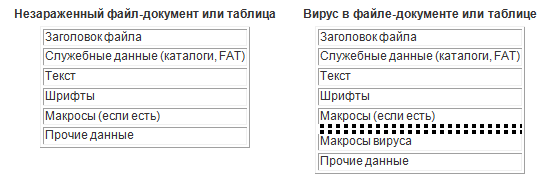 Незараженный файл-документ или таблица
Заголовок файла
Служебные данные (каталоги, FAT)
Текст
Шрифты
Макросы (если есть)
Прочие данные
Вирус в файле-документе или таблице
Заголовок файла
Служебные данные (каталоги, FAT)
Текст
Шрифты
Макросы (если есть)
Макросы вируса
Прочие данные